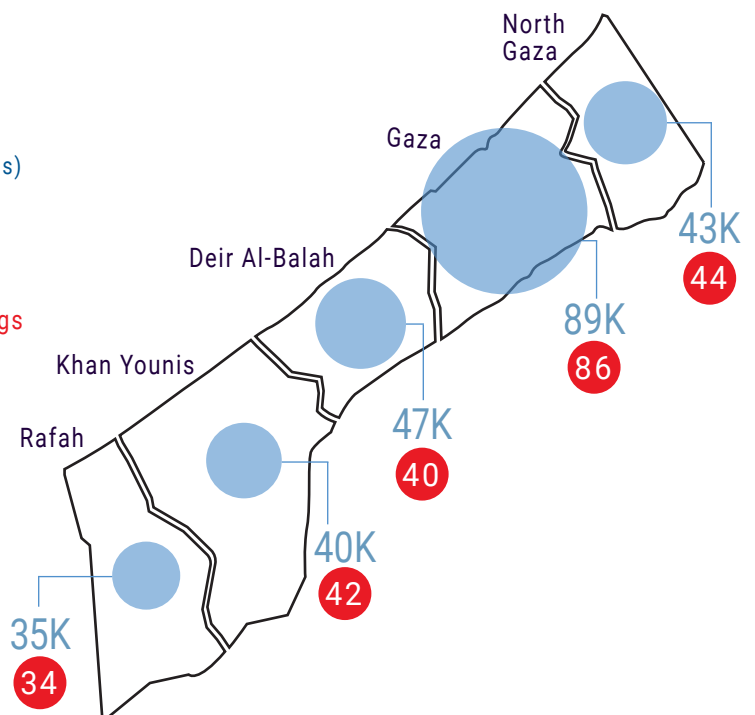 North
Gaza
Gaza
s)
43K
44
Deir Al-Balah
89K
86
gs
Khan Younis
47K
40
Rafah
40K
42
35K
34